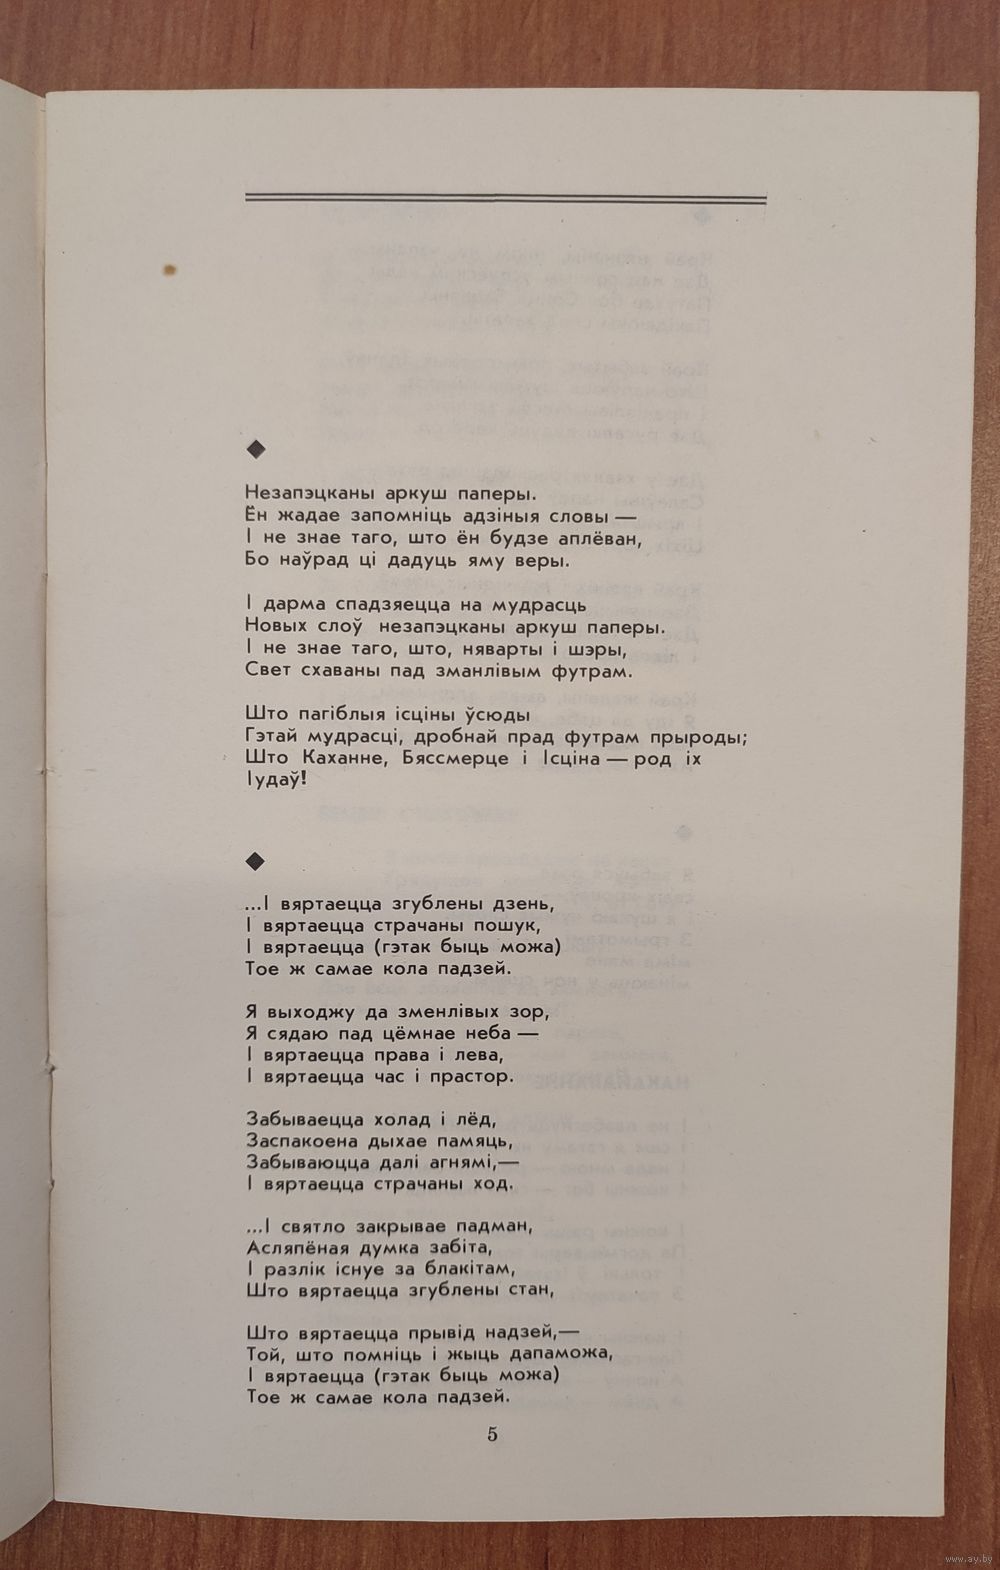 ◆
Незапэцканы аркуш паперы.
Ён жадае запомніць адзіныя словы —
І не знае таго, што ён будзе аплёван,
Бо наўрад ці дадуць яму веры.
І дарма спадзяецца на мудрасць
Новых слоў незапэцканы аркуш паперы.
І не знае таго, што, няварты і шэры,
Свет схаваны пад зманлівым футрам.
Што пагіблыя ісціны ўсюды
Гэтай мудрасці, дробнай прад футрам прыроды;
Што Каханне, Бяссмерце і Ісціна — род іх
Іудаў!
◆
...І вяртаецца згублены дзень,
І вяртаецца страчаны пошук,
І вяртаецца (гэтак быць можа)
Тое ж самае кола падзей.
Я выходжу да зменлівых зор,
Я сядаю пад цёмнае неба —
І вяртаецца права і лева,
І вяртаецца час і прастор.
Забываецца холад і лёд,
Заспакоена дыхае памяць,
Забываюцца далі агнямі,—
І вяртаецца страчаны ход.
...І святло закрывае падман,
Асляпёная думка забіта,
І разлік існуе за блакітам,
Што вяртаецца згублены стан,
Што вяртаецца прывід надзей,—
Той, што помніць і жыць дапаможа,
І вяртаецца (гэтак быць можа)
Тое ж самае кола падзей.
5
www.ay.by